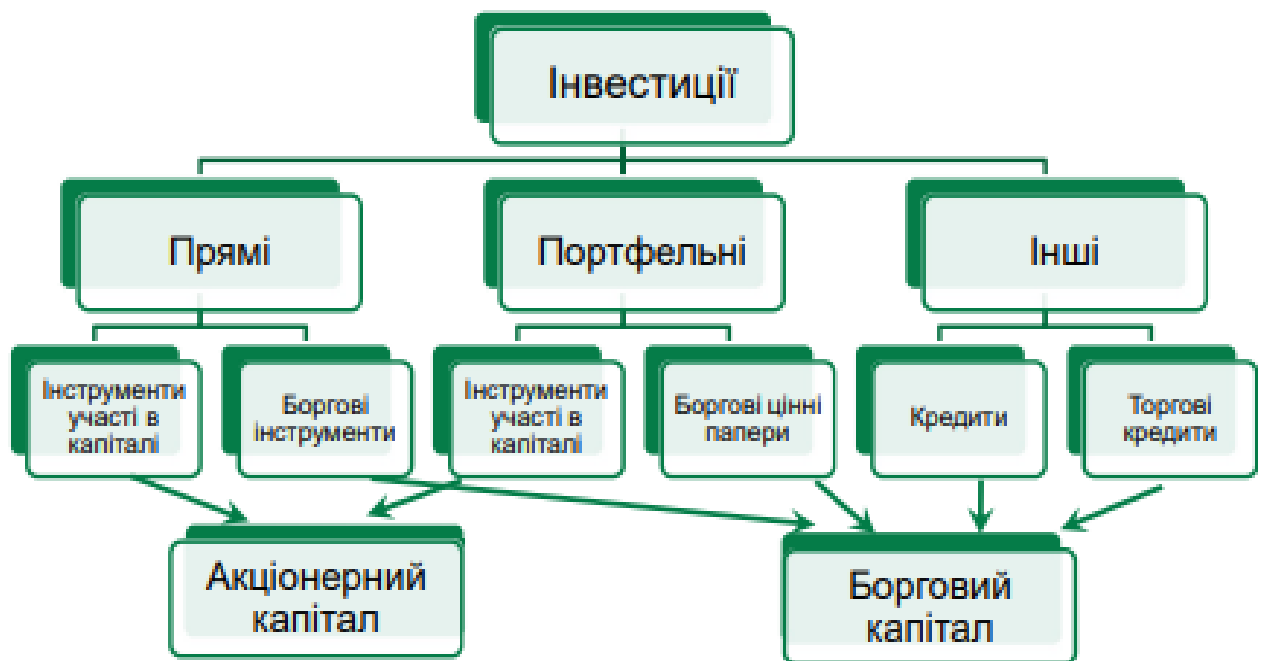 Інвестиції
Прямі
Портфельні
Інші
Інструменти
участі в
капіталі
Боргові
інструменти
Інструменти
участі в
капіталі
Боргові цінні
папери
Кредити
Торгові
кредити
Акціонерний
капітал
Борговий
капітал